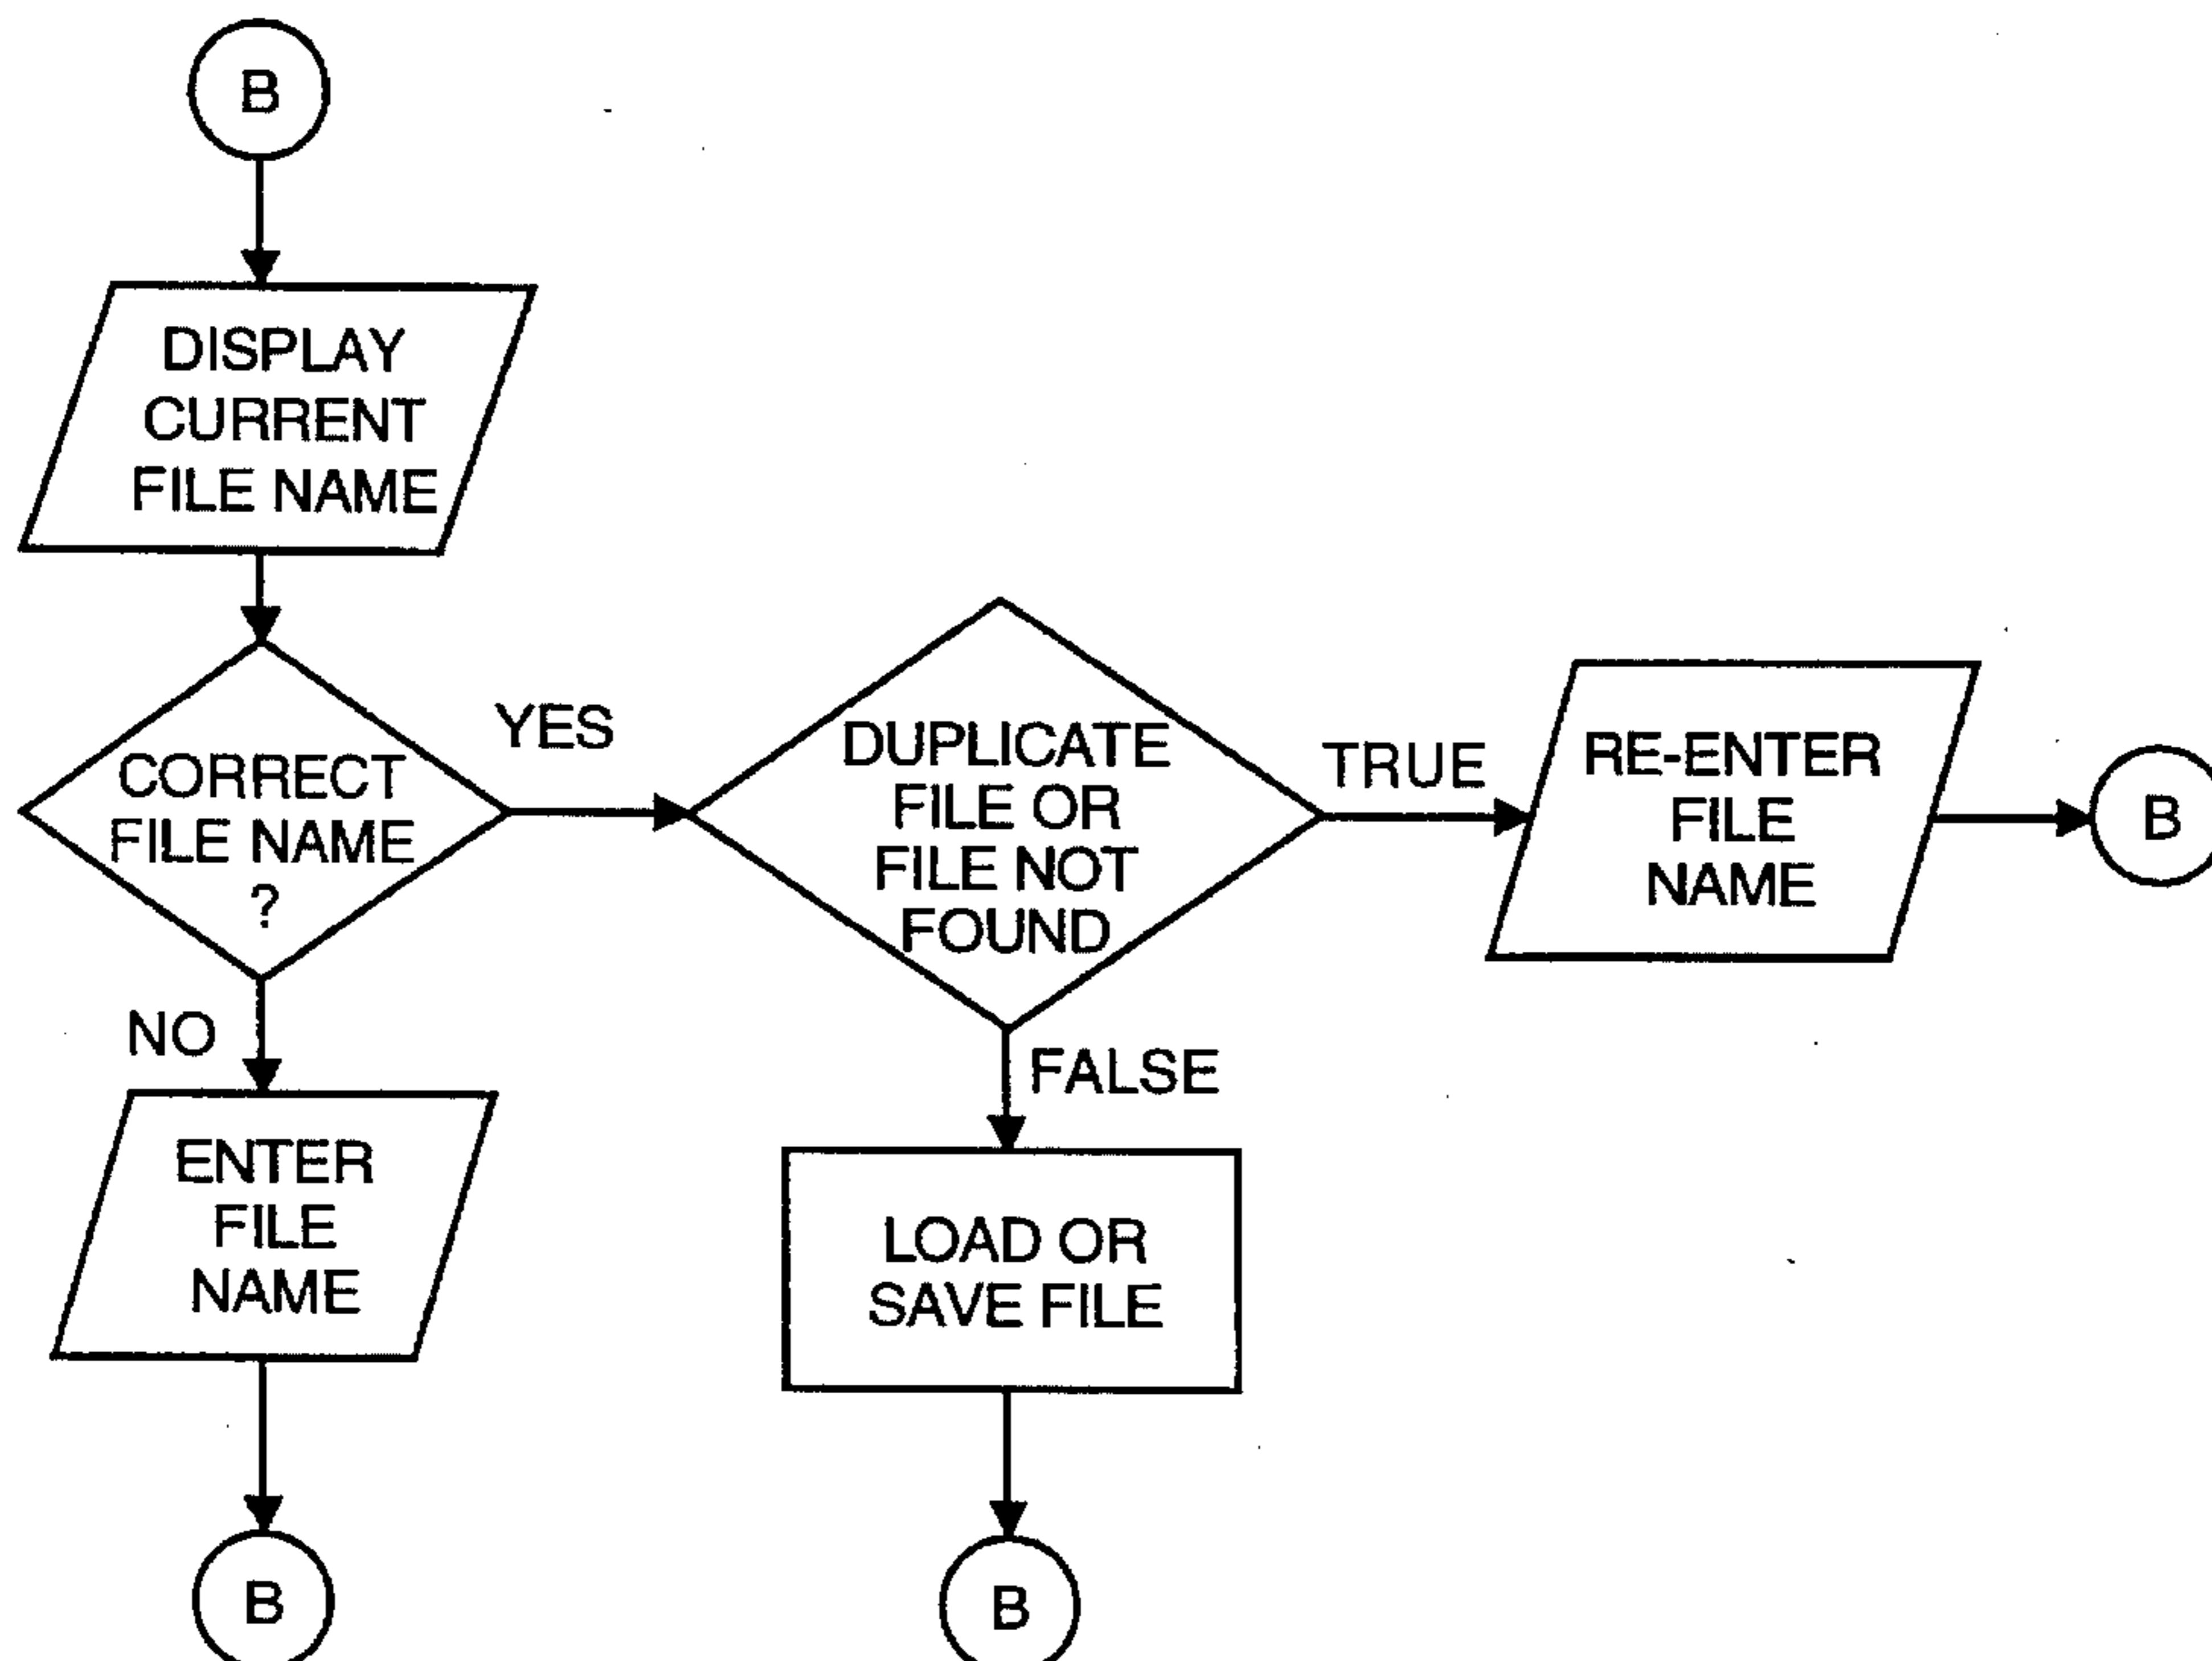 B
DISPLAY
CURRENT
FILE NAME
CORRECT
FILE NAME
?
YES
NO
DUPLICATE
FILE OR
FILE NOT
FOUND
TRUE
FALSE
RE-ENTER
FILE
NAME
B
ENTER
FILE
NAME
B
LOAD OR
SAVE FILE
B